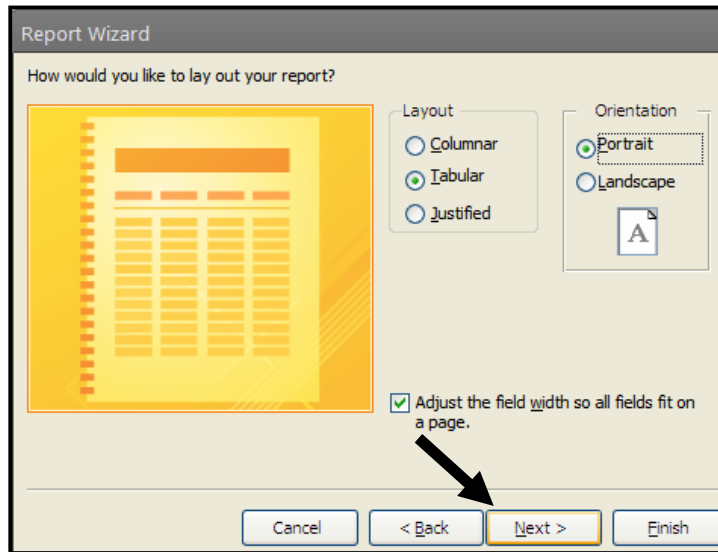 Report Wizard
How would you like to lay out your report?
Layout
Columnar
Tabular
Justified
Orientation
Portrait
Landscape
A
Adjust the field width so all fields fit on
a page.
Cancel
< Back
Next >
Finish